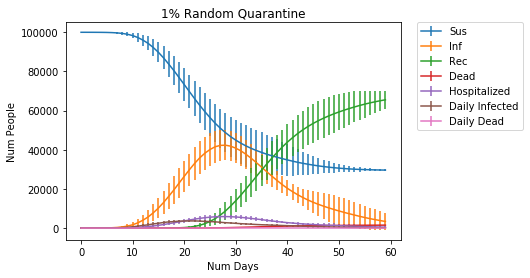 1% Random Quarantine
Num People
100000
80000
60000
40000
20000
0
0 10 20 30 40 50 60
Num Days
Sus
Inf
Rec
Dead
Hospitalized
Daily Infected
Daily Dead